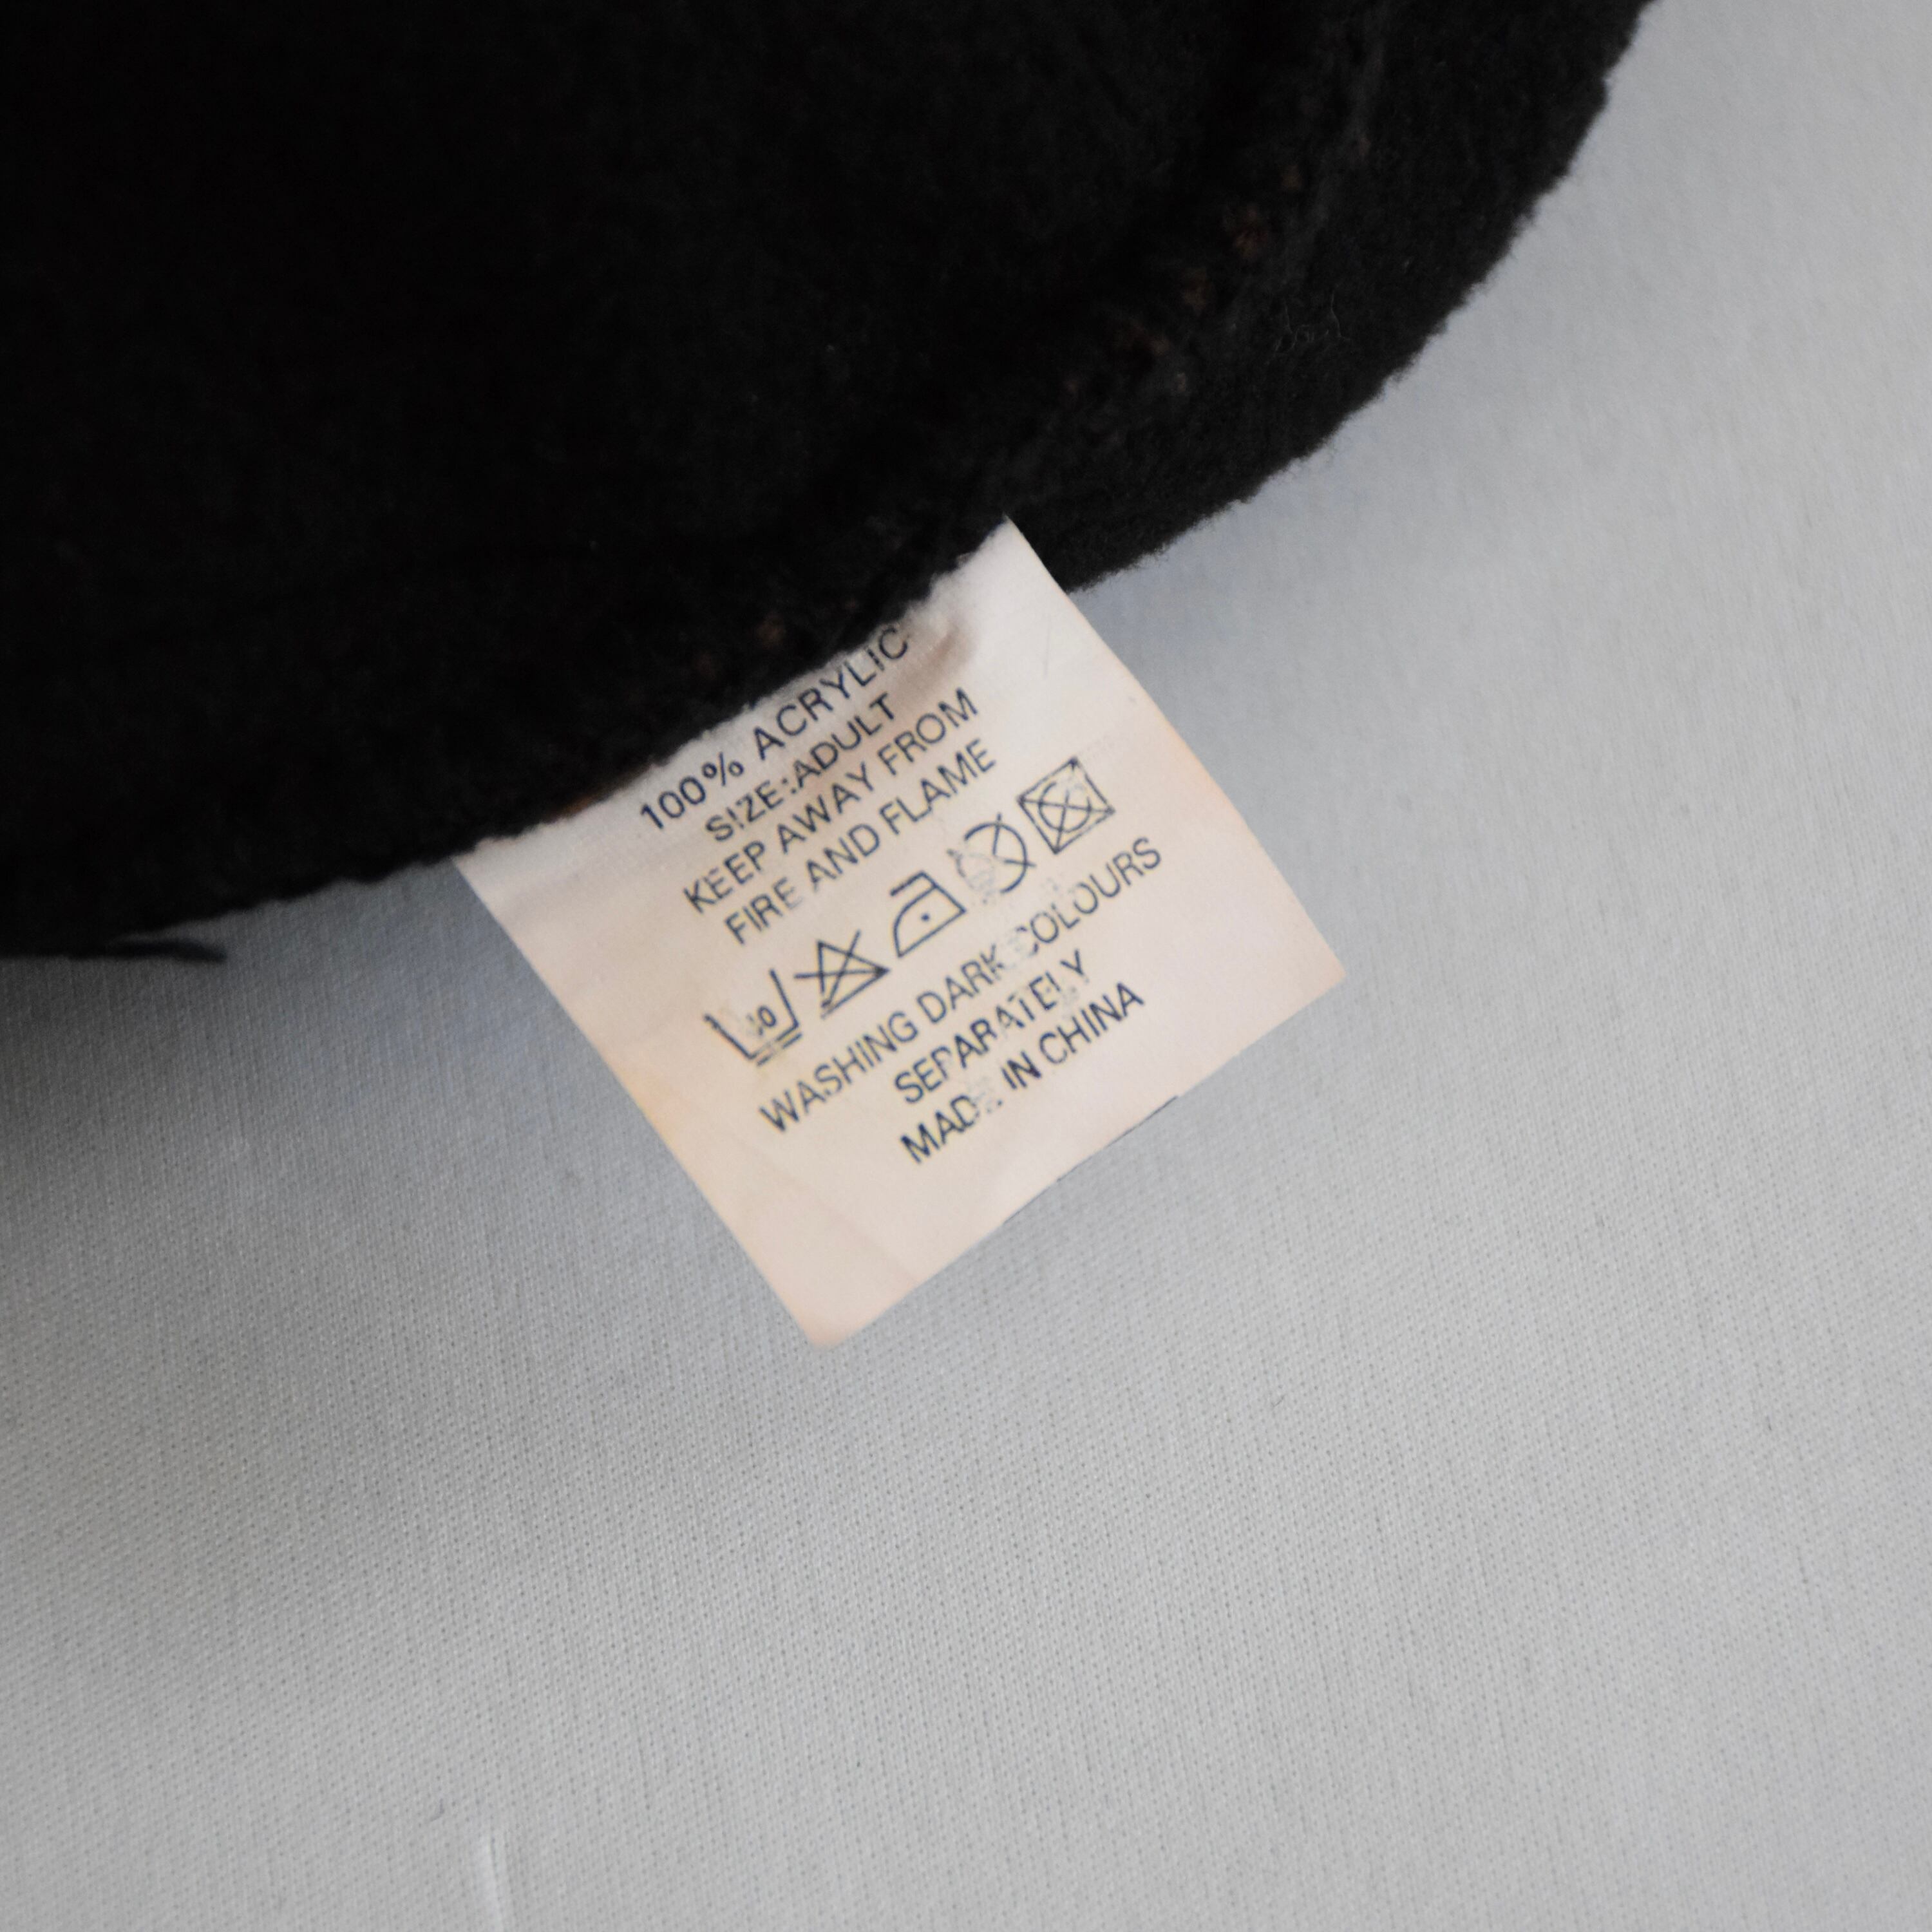 100% ACRYLIC
SIZE:ADULT
KEEP AWAY FROM
FIRE AND FLAME
WASHING DARK COLOURS
SEPARATELY
MADE IN CHINA